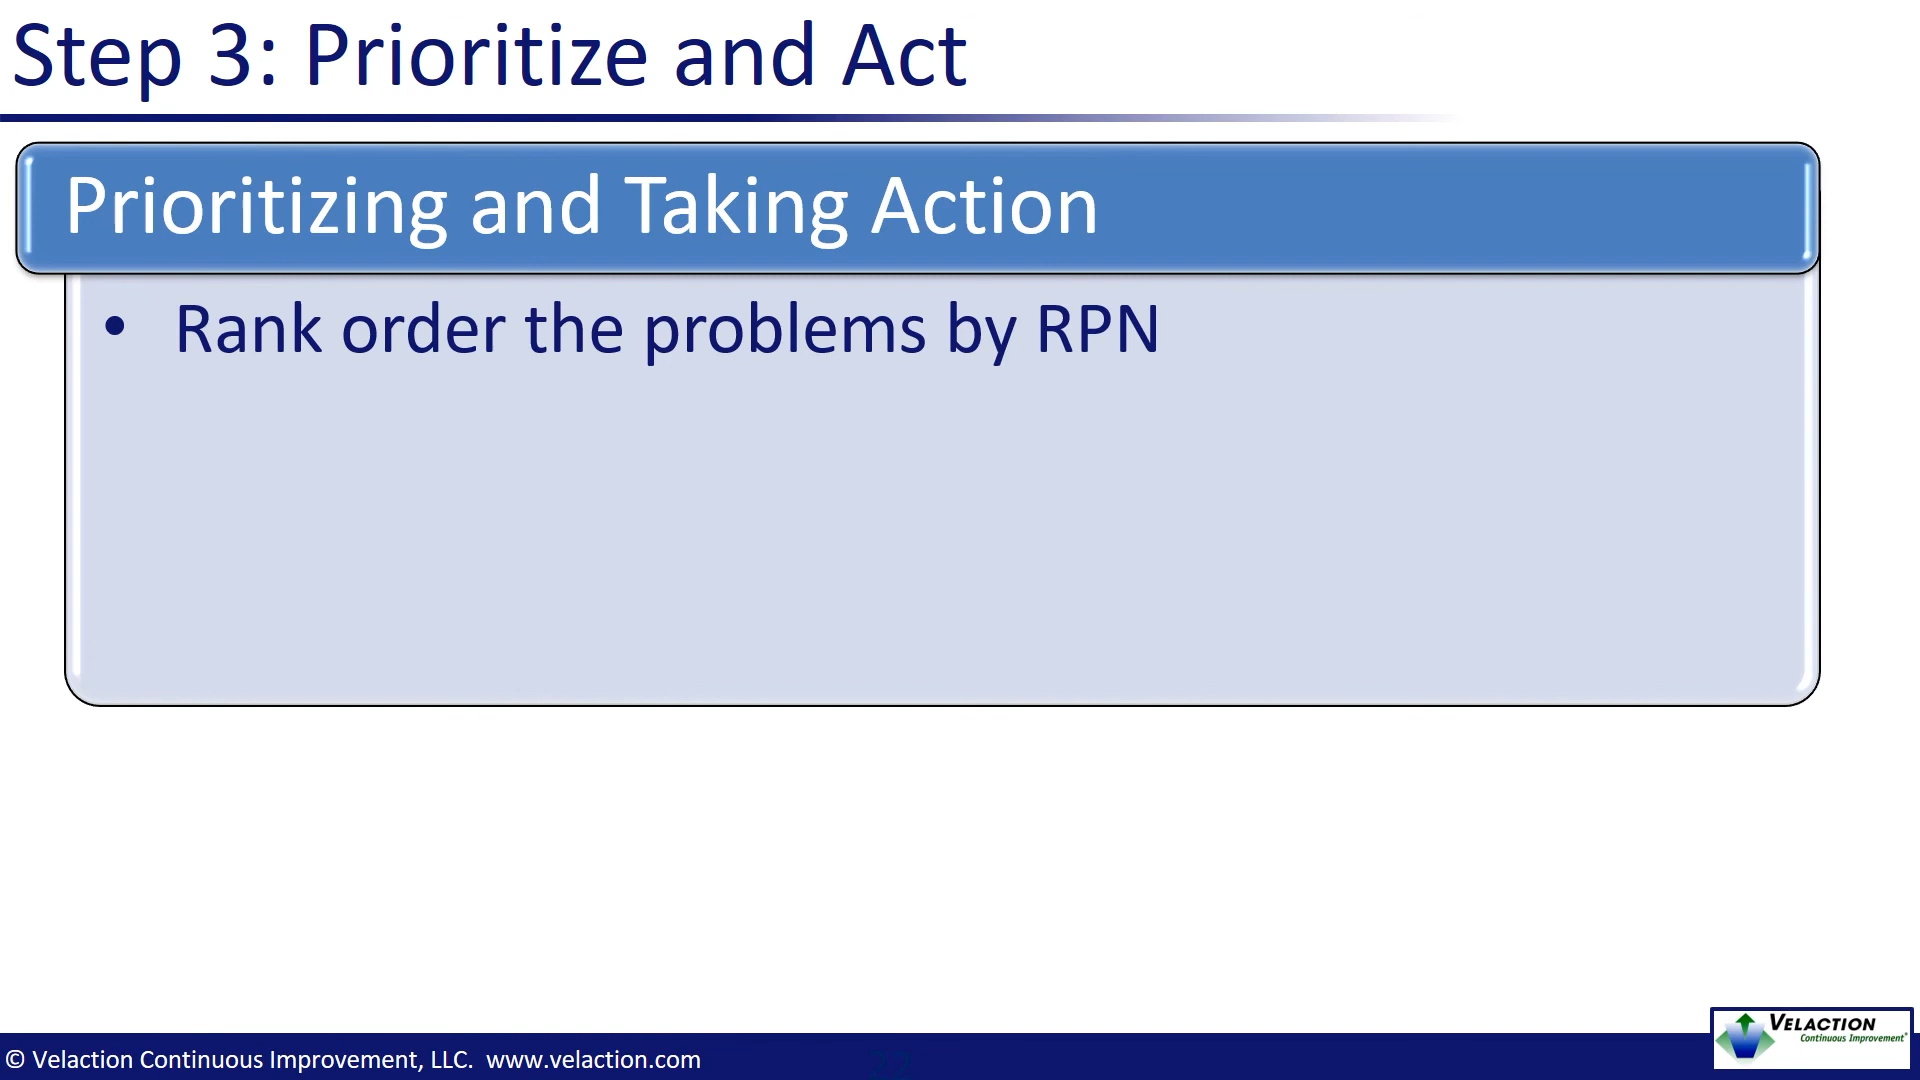 Step 3: Prioritize and Act
Prioritizing and Taking Action
• Rank order the problems by RPN
© Velaction Continuous Improvement, LLC. www.velaction.com
VELACTION
Continuous Improvement